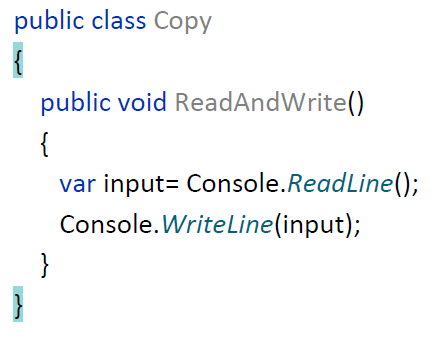 public class Copy
{
public void ReadAndWrite()
{
var input= Console.ReadLine();
Console.WriteLine(input);
}
}